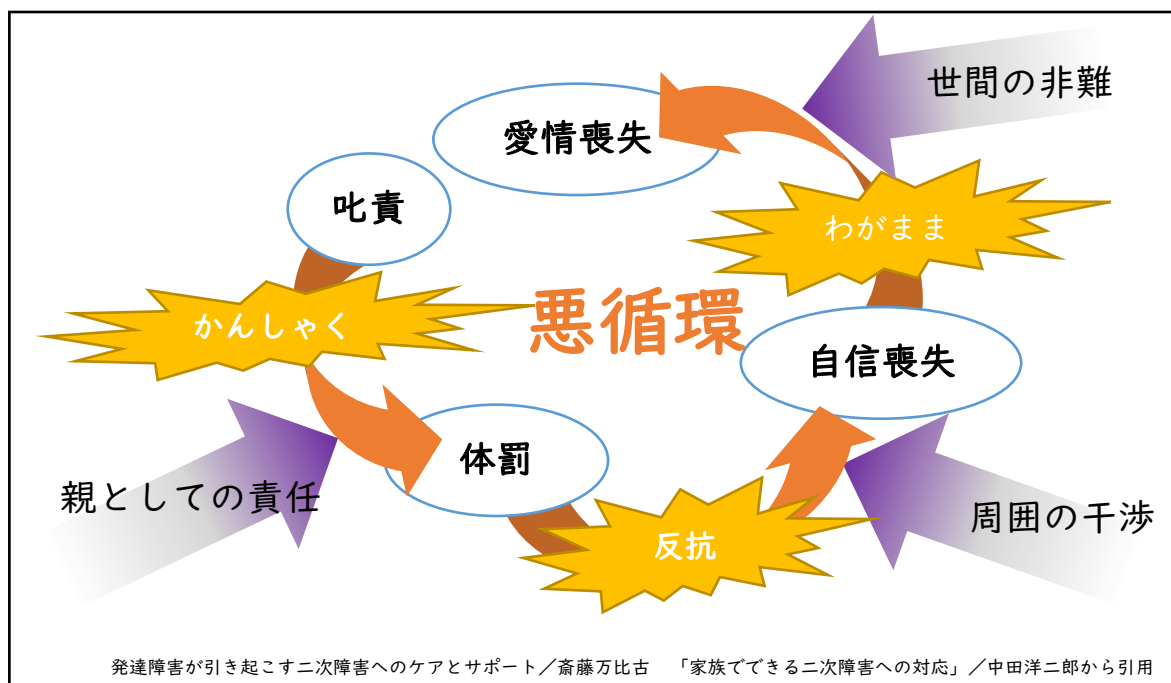 世間の非難
愛情喪失
叱責
わがまま
かんしゃく
悪循環
自信喪失
体罰
親としての責任
周囲の干渉
反抗
発達障害が引き起こす二次障害へのケアとサポート／斎藤万比古　「家族でできる二次障害への対応」／中田洋二郎から引用